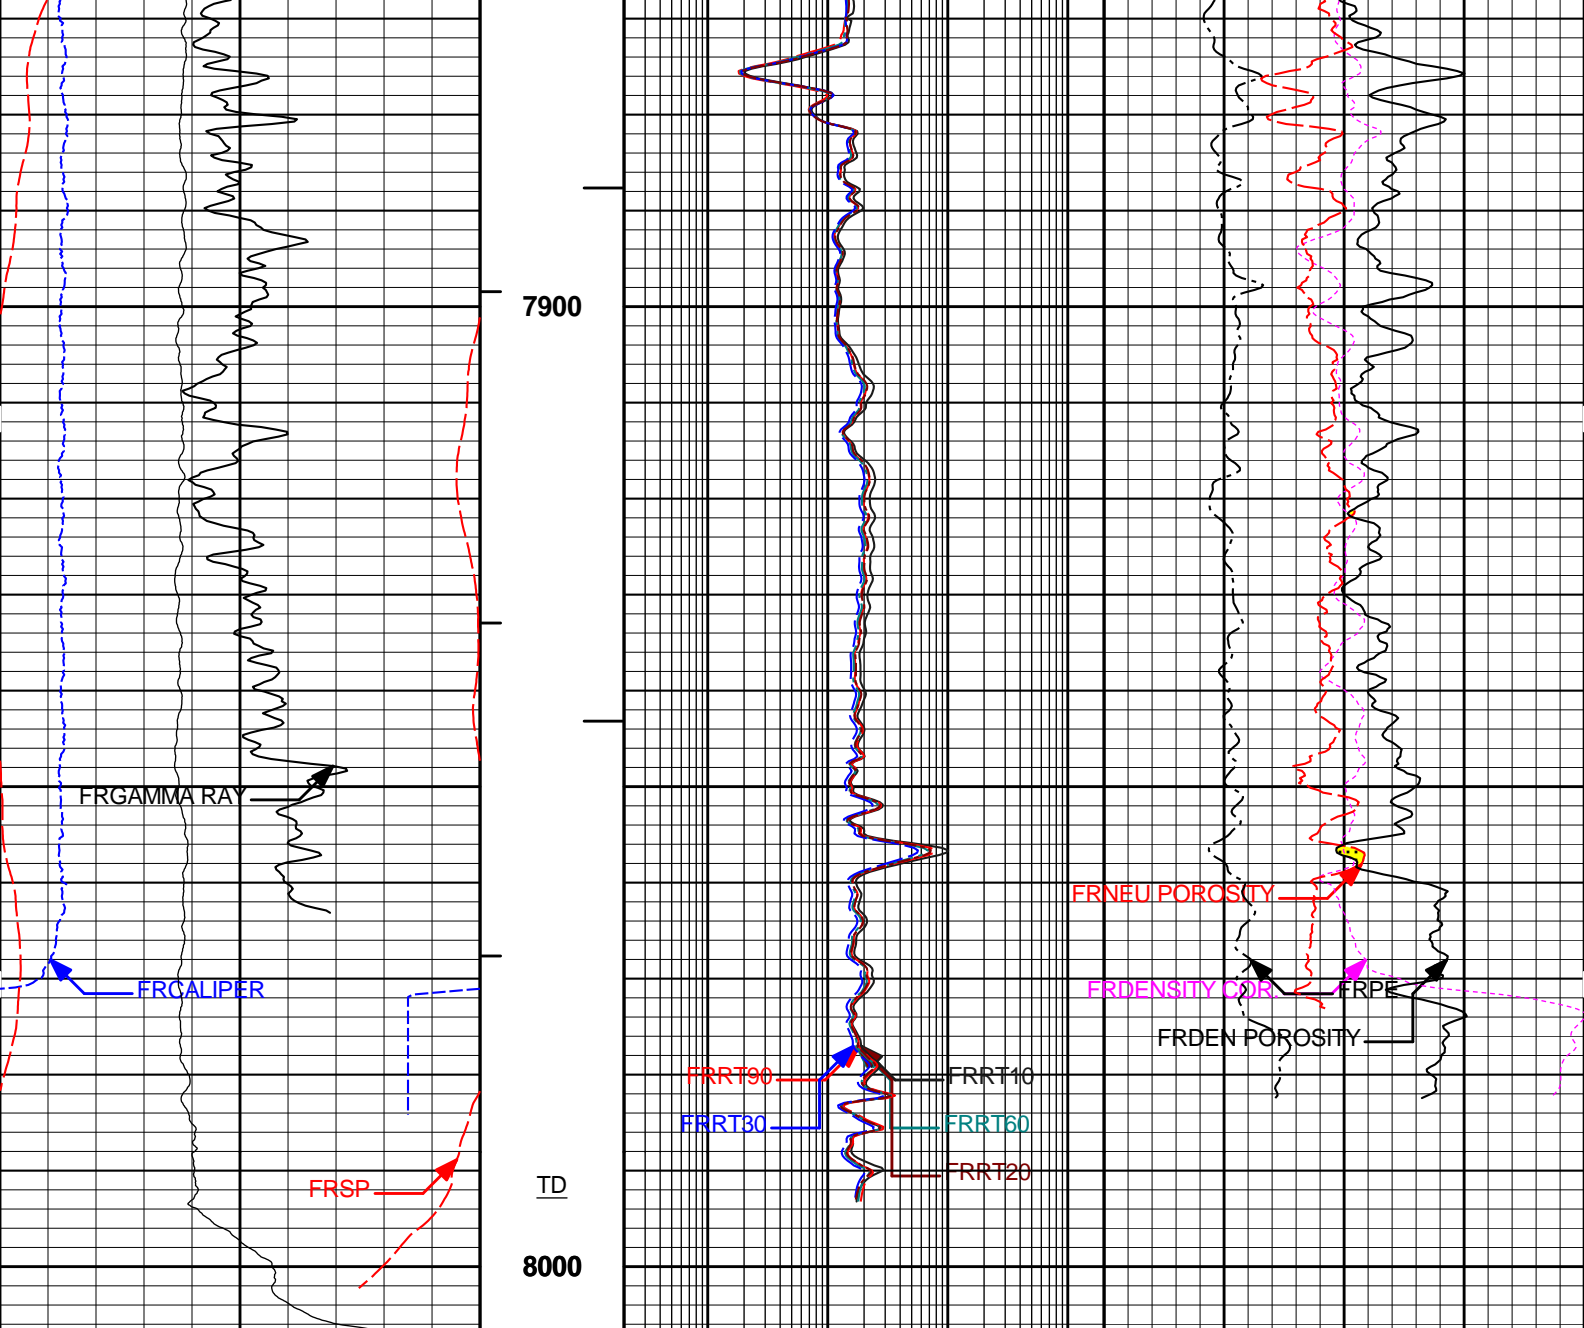 7900
FRGAMMA RAY
FRNEU POROSITY
FRCALIPER
FRDENSITY COR.
FRPE
FRDEN POROSITY
FRRT90
FRRT10
FRRT30
FRRT60
FRRT20
FRSP
TD
8000